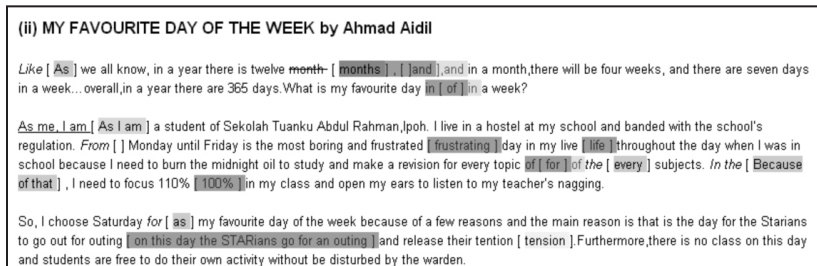 (ii) MY FAVOURITE DAY OF THE WEEK by Ahmad Aidil
Like [ As ] we all know, in a year there is twelve month [ months ] , [ ]and ],and in a month,there will be four weeks, and there are seven days
in a week...overall,in a year there are 365 days.What is my favourite day in [ of ] in a week?
As me, I am [ As I am ] a student of Sekolah Tuanku Abdul Rahman,Ipoh. I live in a hostel at my school and banded with the school's
regulation. From [ ] Monday until Friday is the most boring and frustrated [ frustrating ] day in my live [ life ] throughout the day when I was in
school because I need to burn the midnight oil to study and make a revision for every topic of [ for ] of the [ every ] subjects. In the [ Because
of that ] , I need to focus 110% [ 100% ] in my class and open my ears to listen to my teacher's nagging.
So, I choose Saturday for [ as ] my favourite day of the week because of a few reasons and the main reason is that is the day for the Starians
to go out for outing [ on this day the STARians go for an outing ] and release their tention [ tension ].Furthermore,there is no class on this day
and students are free to do their own activity without be disturbed by the warden.